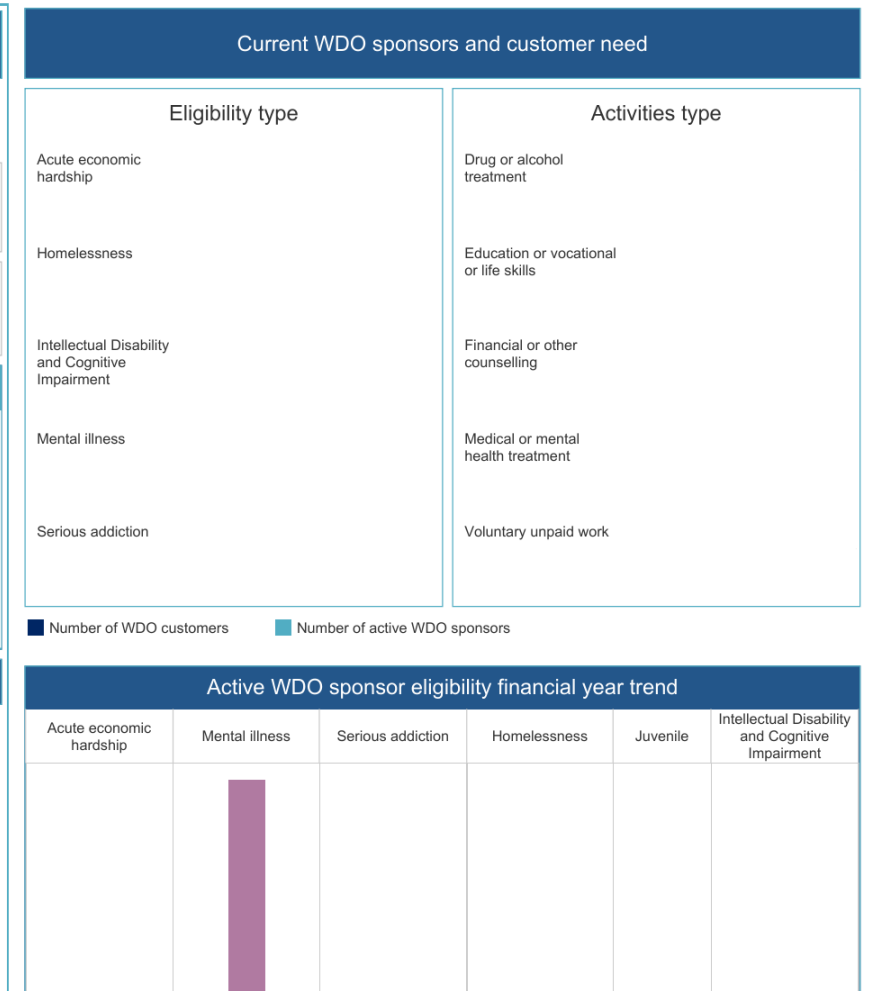 Current WDO sponsors and customer need
Eligibility type
Acute economic
hardship
Homelessness
Intellectual Disability
and Cognitive
Impairment
Mental illness
Serious addiction
Activities type
Drug or alcohol
treatment
Education or vocational
or life skills
Financial or other
counselling
Medical or mental
health treatment
Voluntary unpaid work
Number of WDO customers
Number of active WDO sponsors
Active WDO sponsor eligibility financial year trend
Acute economic
hardship
Mental illness
Serious addiction
Homelessness
Juvenile
Intellectual Disability
and Cognitive
Impairment